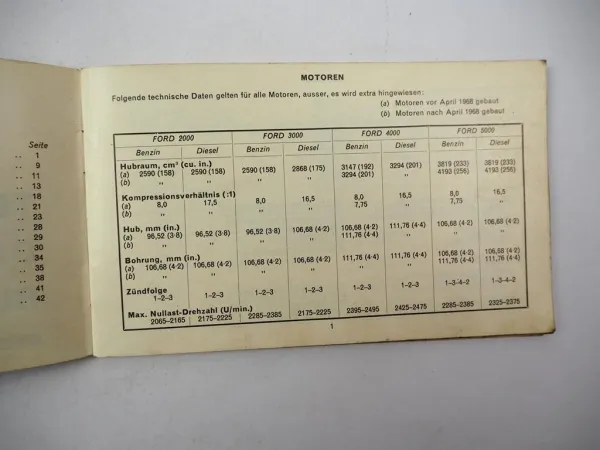 Seite
.. 1
.. 9
.. 11
.. 13
.. 18
.. 21
.. 23
.. 28
.. 29
.. 30
.. 34
.. 35
.. 38
.. 41
.. 42
MOTOREN
Folgende technische Daten gelten für alle Motoren, ausser, es wird extra hingewiesen:
(a) Motoren vor April 1968 gebaut
(b) Motoren nach April 1968 gebaut
FORD 2000 FORD 3000 FORD 4000 FORD 5000
Benzin Diesel Benzin Diesel Benzin Diesel Benzin Diesel
Hubraum, cm³ (cu. in.)
(a) 2590 (158) 2590 (158) 2590 (158) 2868 (175) 3147 (192) 3294 (201) 3819 (233) 3819 (233)
(b) „ „ „ „ 3294 (201) „ 4193 (256) 4193 (256)
Kompressionsverhältnis (:1)
(a) 8,0 17,5 8,0 16,5 8,0 16,5 8,0 16,5
(b) „ „ „ „ 7,75 „ 7,75 „
Hub, mm (in.)
(a) 96,52 (3·8) 96,52 (3·8) 96,52 (3·8) 106,68 (4·2) 106,68 (4·2) 111,76 (4·4) 106,68 (4·2) 106,68 (4·2)
(b) „ „ „ „ 111,76 (4·4) „ „ „
Bohrung, mm (in.)
(a) 106,68 (4·2) 106,68 (4·2) 106,68 (4·2) 106,68 (4·2) 111,76 (4·4) 111,76 (4·4) 106,68 (4·2) 106,68 (4·2)
(b) „ „ „ „ „ „ 111,76 (4·4) 111,76 (4·4)
Zündfolge
1–2–3 1–2–3 1–2–3 1–2–3 1–2–3 1–2–3 1–3–4–2 1–3–4–2
Max. Nullast-Drehzahl (U/min.)
2065–2165 2175–2225 2285–2385 2175–2225 2395–2495 2425–2475 2285–2385 2325–2375
1